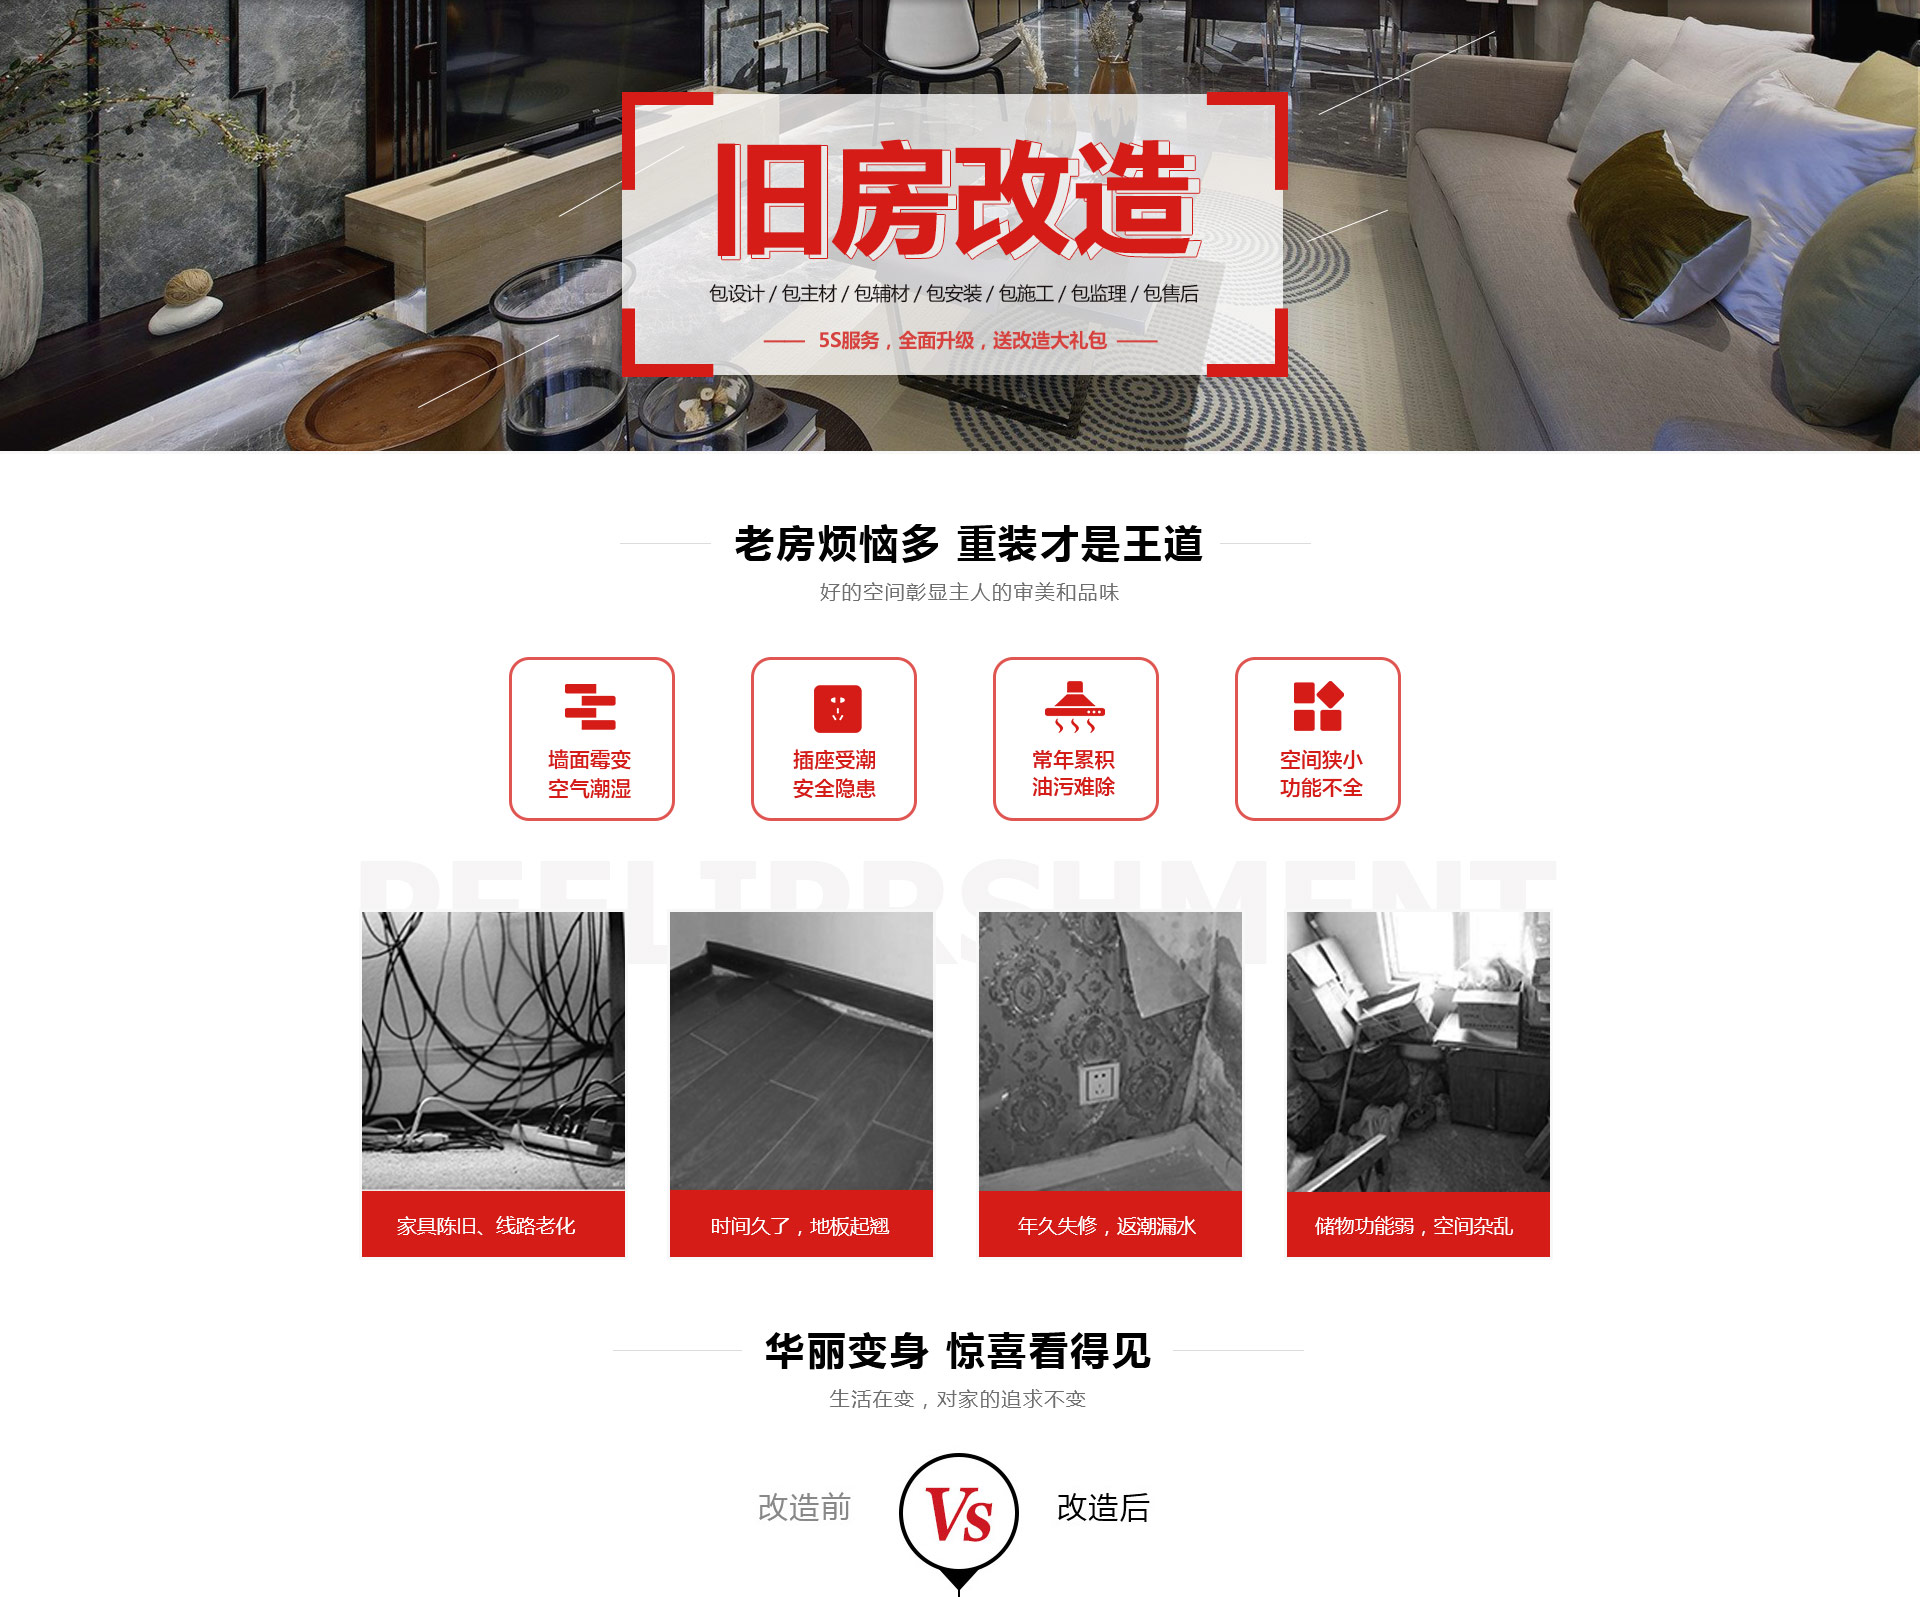 旧房改造
包设计 / 包主材 / 包辅材 / 包安装 / 包施工 / 包监理 / 包售后
5S服务，全面升级，送改造大礼包
老房烦恼多 重装才是王道
好的空间彰显主人的审美和品味
墙面霉变
空气潮湿
插座受潮
安全隐患
常年累积
油污难除
空间狭小
功能不全
家具陈旧、线路老化
时间久了，地板起翘
年久失修，返潮漏水
储物功能弱，空间杂乱
华丽变身 惊喜看得见
生活在变，对家的追求不变
改造前
Vs
改造后